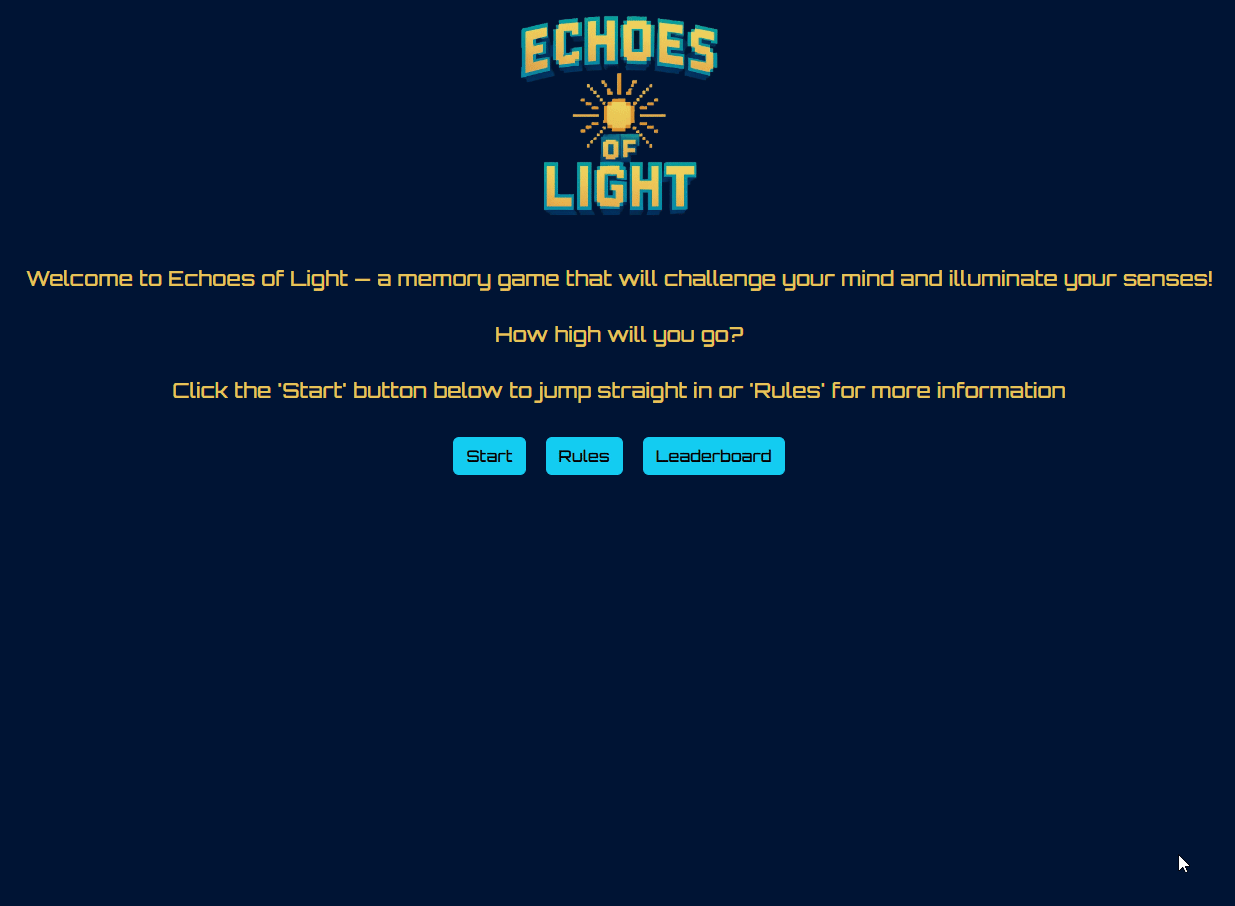 ECHOES
OF
LIGHT
Welcome to Echoes of Light – a memory game that will challenge your mind and illuminate your senses!
How high will you go?
Click the 'Start' button below to jump straight in or 'Rules' for more information
Start
Rules
Leaderboard